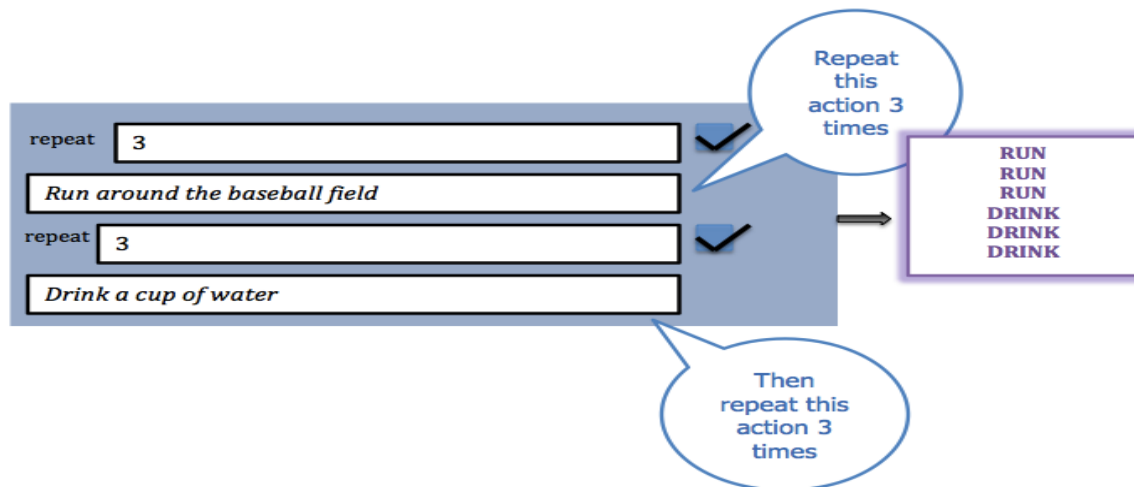 Repeat
this
action 3
times
repeat 3
Run around the baseball field
repeat 3
Drink a cup of water
RUN
RUN
RUN
DRINK
DRINK
DRINK
Then
repeat this
action 3
times